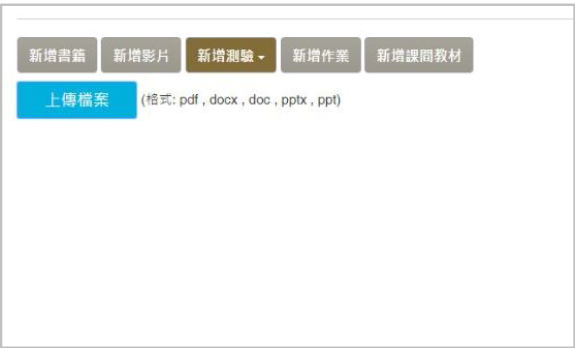 新增書籍 新增影片 新增測驗 新增作業 新增課間教材
上傳檔案 (格式: pdf , docx , doc , pptx , ppt)